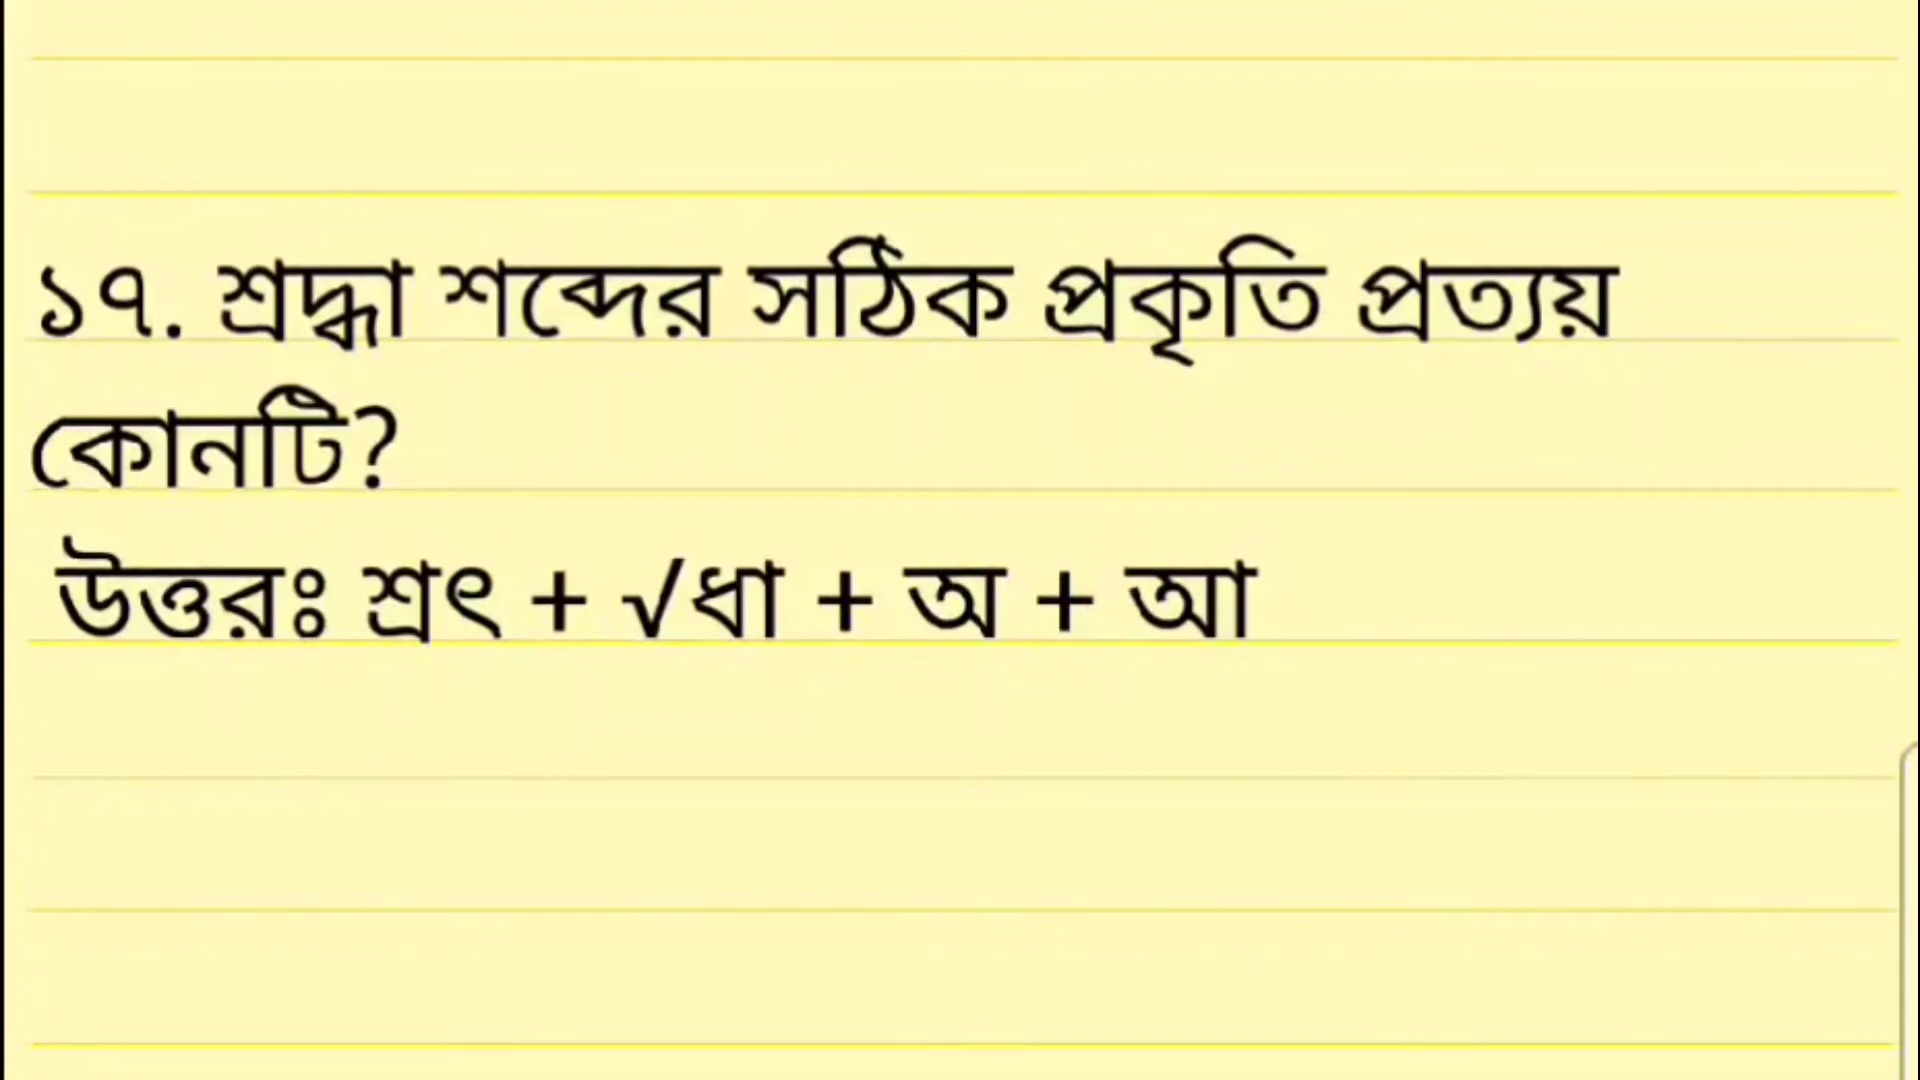 ১৭. শ্রদ্ধা শব্দের সঠিক প্রকৃতি প্রত্যয়
কোনটি?
উত্তরঃ শ্রৎ + √ধা + অ + আ